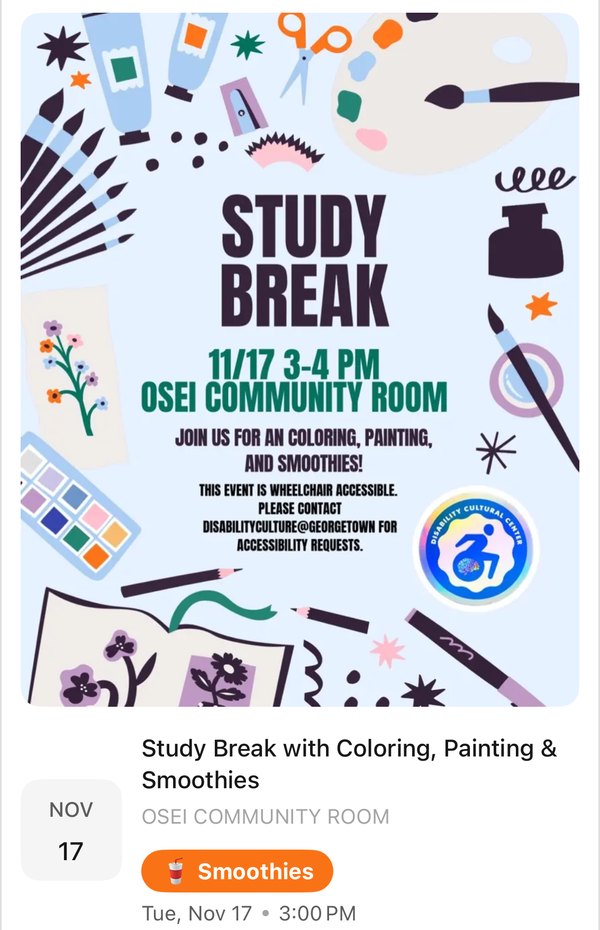 STUDY
BREAK
11/17 3-4 PM
OSEI COMMUNITY ROOM
JOIN US FOR AN COLORING, PAINTING,
AND SMOOTHIES!
THIS EVENT IS WHEELCHAIR ACCESSIBLE.
PLEASE CONTACT
DISABILITYCULTURE@GEORGETOWN FOR
ACCESSIBILITY REQUESTS.
DISABILITY CULTURAL CENTER
Study Break with Coloring, Painting &
Smoothies
NOV
17
OSEI COMMUNITY ROOM
🥤 Smoothies
Tue, Nov 17 • 3:00 PM